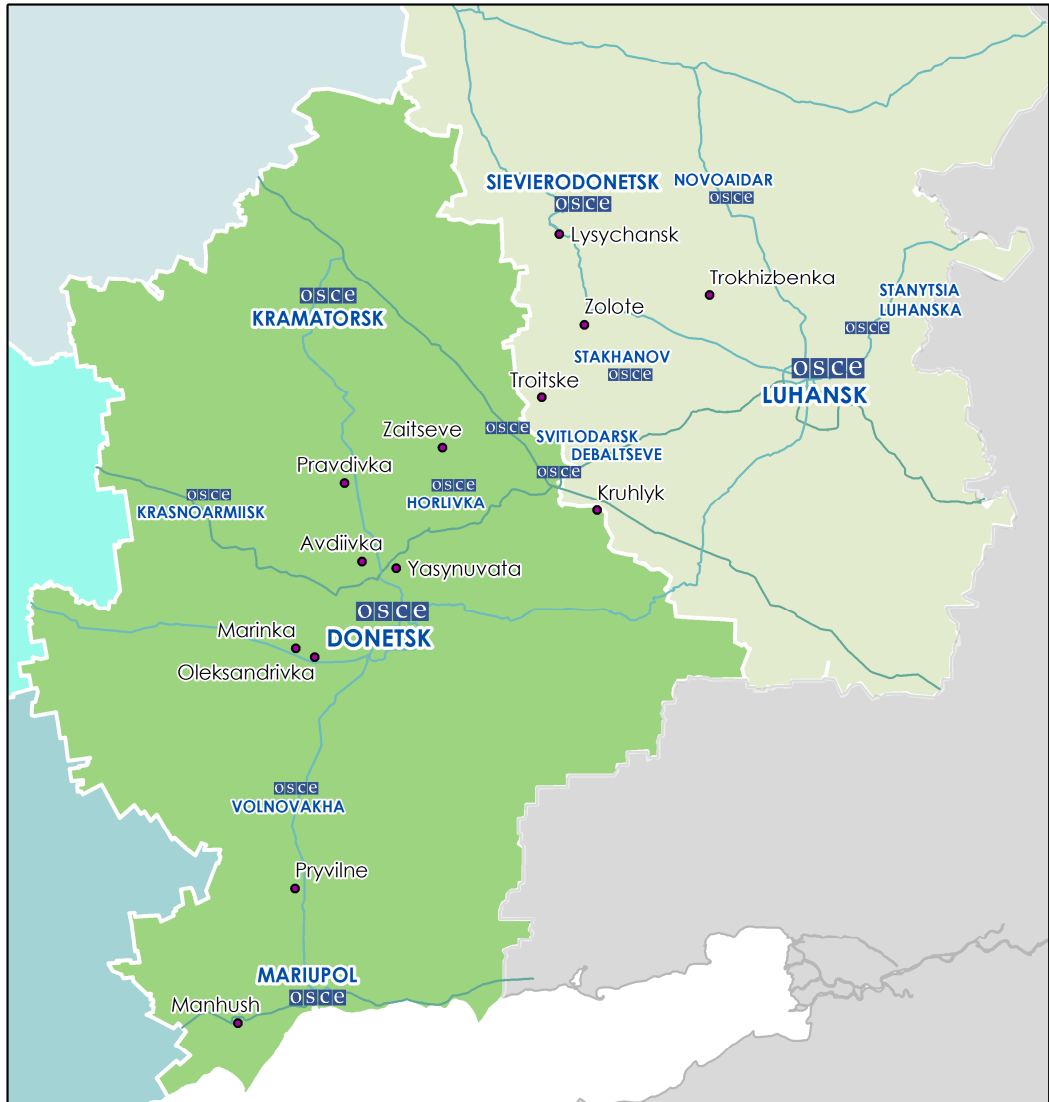 SIEVIERODONETSK
osce
NOVOAIDAR
osce
Lysychansk
Trokhizbenka
STANYTSIA
LUHANSKA
osce
osce
KRAMATORSK
Zolote
STAKHANOV
osce
osce
LUHANSK
Troitske
Zaitseve
osce
SVITLODARSK
DEBALTSEVE
osce
Pravdivka
osce
HORLIVKA
Kruhlyk
osce
KRASNOARMIISK
Avdiivka
Yasynuvata
osce
DONETSK
Marinka
Oleksandrivka
osce
VOLNOVAKHA
Pryvilne
MARIUPOL
osce
Manhush